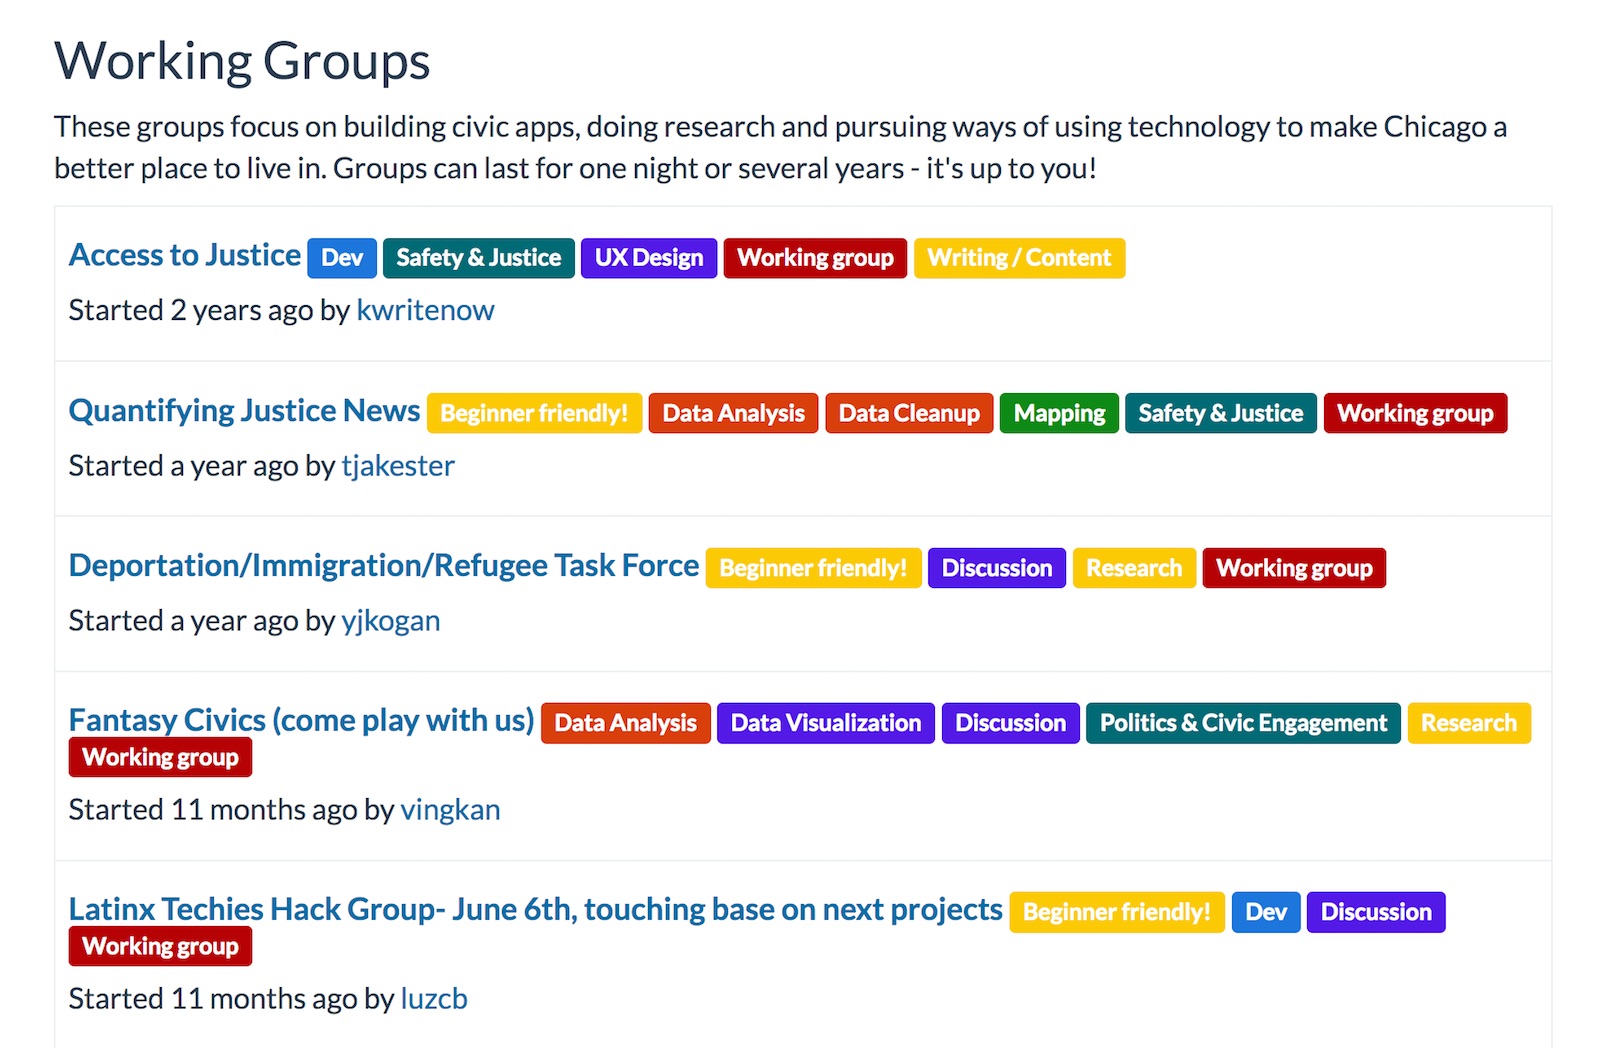 Working Groups
These groups focus on building civic apps, doing research and pursuing ways of using technology to make Chicago a
better place to live in. Groups can last for one night or several years - it's up to you!
Access to Justice Dev Safety & Justice UX Design Working group Writing / Content
Started 2 years ago by kwritenow
Quantifying Justice News Beginner friendly! Data Analysis Data Cleanup Mapping Safety & Justice Working group
Started a year ago by tjakester
Deportation/Immigration/Refugee Task Force Beginner friendly! Discussion Research Working group
Started a year ago by yjkogan
Fantasy Civics (come play with us) Data Analysis Data Visualization Discussion Politics & Civic Engagement Research
Working group
Started 11 months ago by vingkan
Latinx Techies Hack Group- June 6th, touching base on next projects Beginner friendly! Dev Discussion
Working group
Started 11 months ago by luzcb